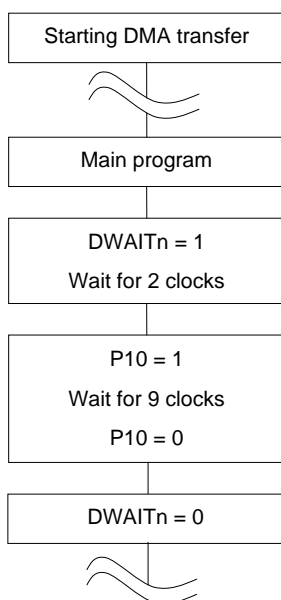 Starting DMA transfer
Main program
DWAITn = 1
Wait for 2 clocks
P10 = 1
Wait for 9 clocks
P10 = 0
DWAITn = 0